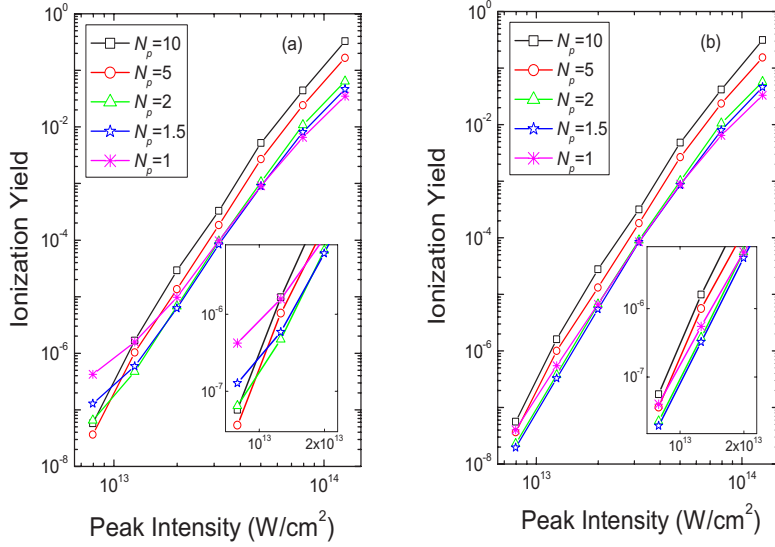 (a)
N_p=10
N_p=5
N_p=2
N_p=1.5
N_p=1
10^0
10^-2
10^-4
10^-6
10^-8
Ionization Yield
10^-6
10^-7
10^13
2x10^13
10^13
10^14
Peak Intensity (W/cm^2)
(b)
N_p=10
N_p=5
N_p=2
N_p=1.5
N_p=1
10^0
10^-2
10^-4
10^-6
10^-8
Ionization Yield
10^-6
10^-7
10^13
2x10^13
10^13
10^14
Peak Intensity (W/cm^2)